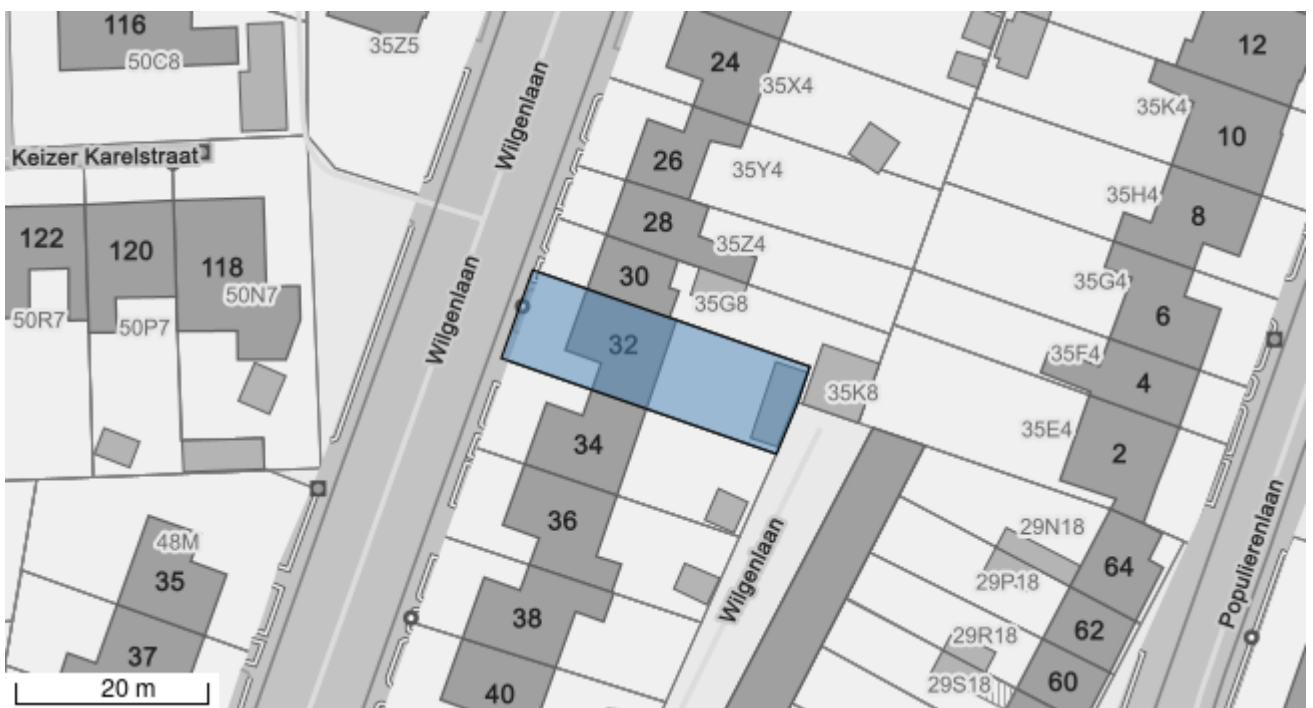 116
50C8
35Z5
24
35X4
12
35K4
10
Keizer Karelstraat
Wilgenlaan
26
35Y4
35H4
8
28
35Z4
122
120
118
50R7
50P7
50N7
Wilgenlaan
30
35G8
35G4
6
32
35F4
4
35K8
35E4
2
34
36
48M
35
37
38
40
Wilgenlaan
29N18
29P18
64
62
29R18
29S18
60
Populierenlaan
20 m